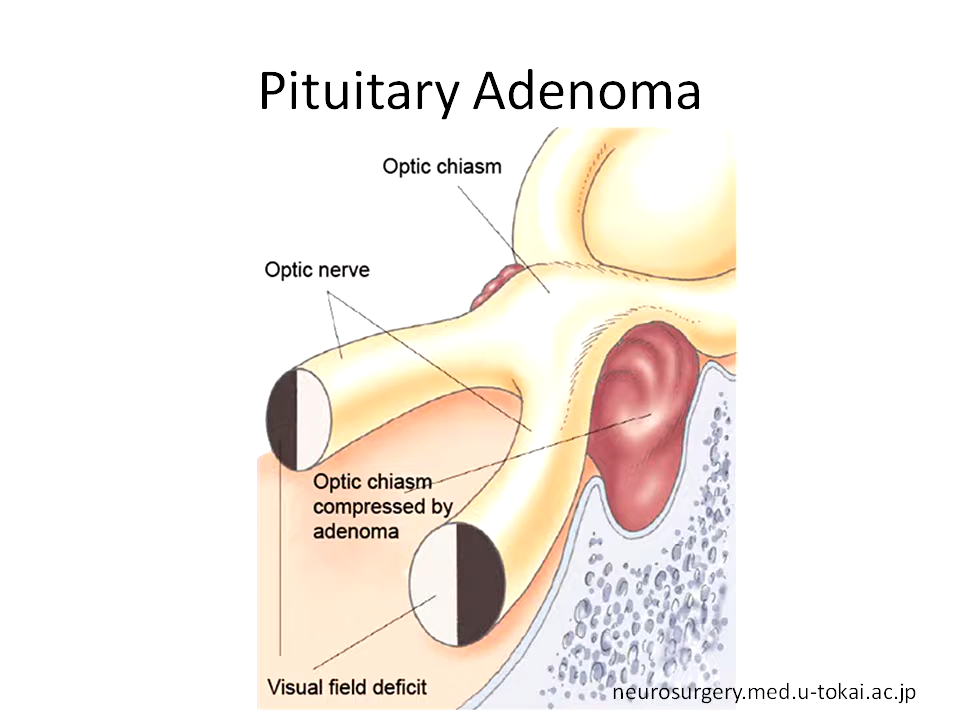 Pituitary Adenoma
Optic chiasm
Optic nerve
Optic chiasm
compressed by
adenoma
Visual field deficit
neurosurgery.med.u-tokai.ac.jp